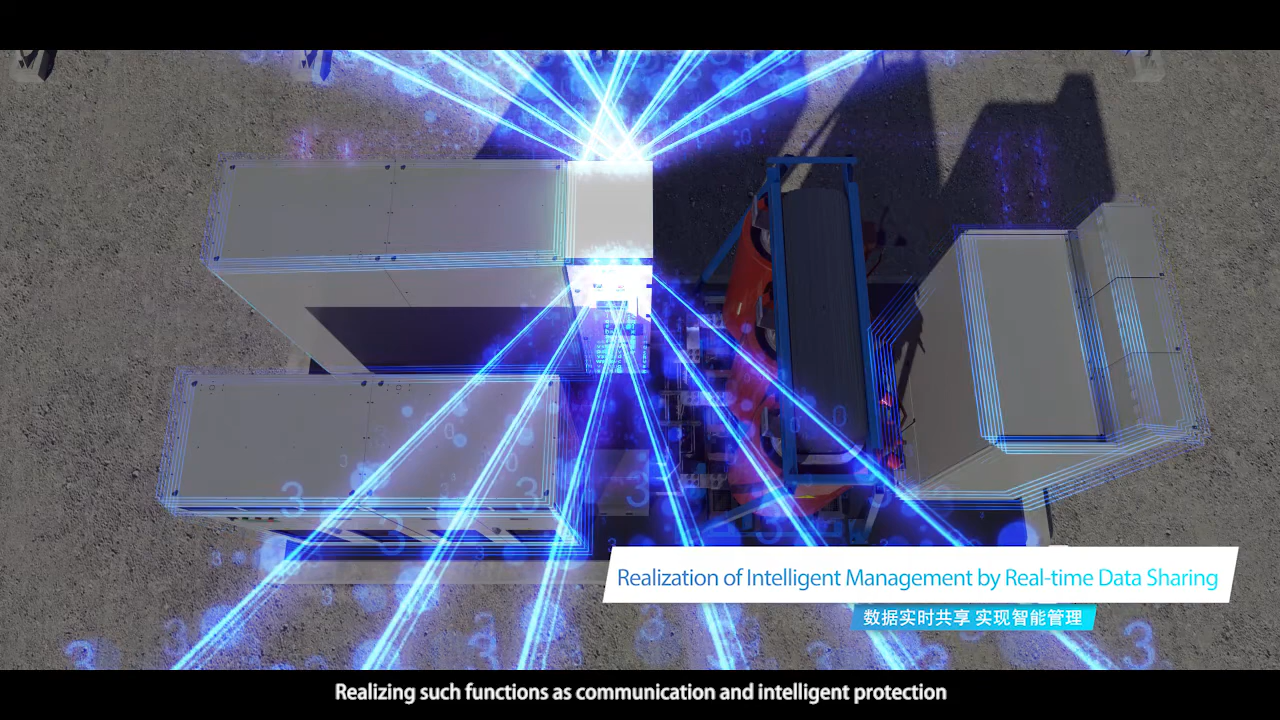 Realization of Intelligent Management by Real-time Data Sharing
数据实时共享 实现智能管理
Realizing such functions as communication and intelligent protection